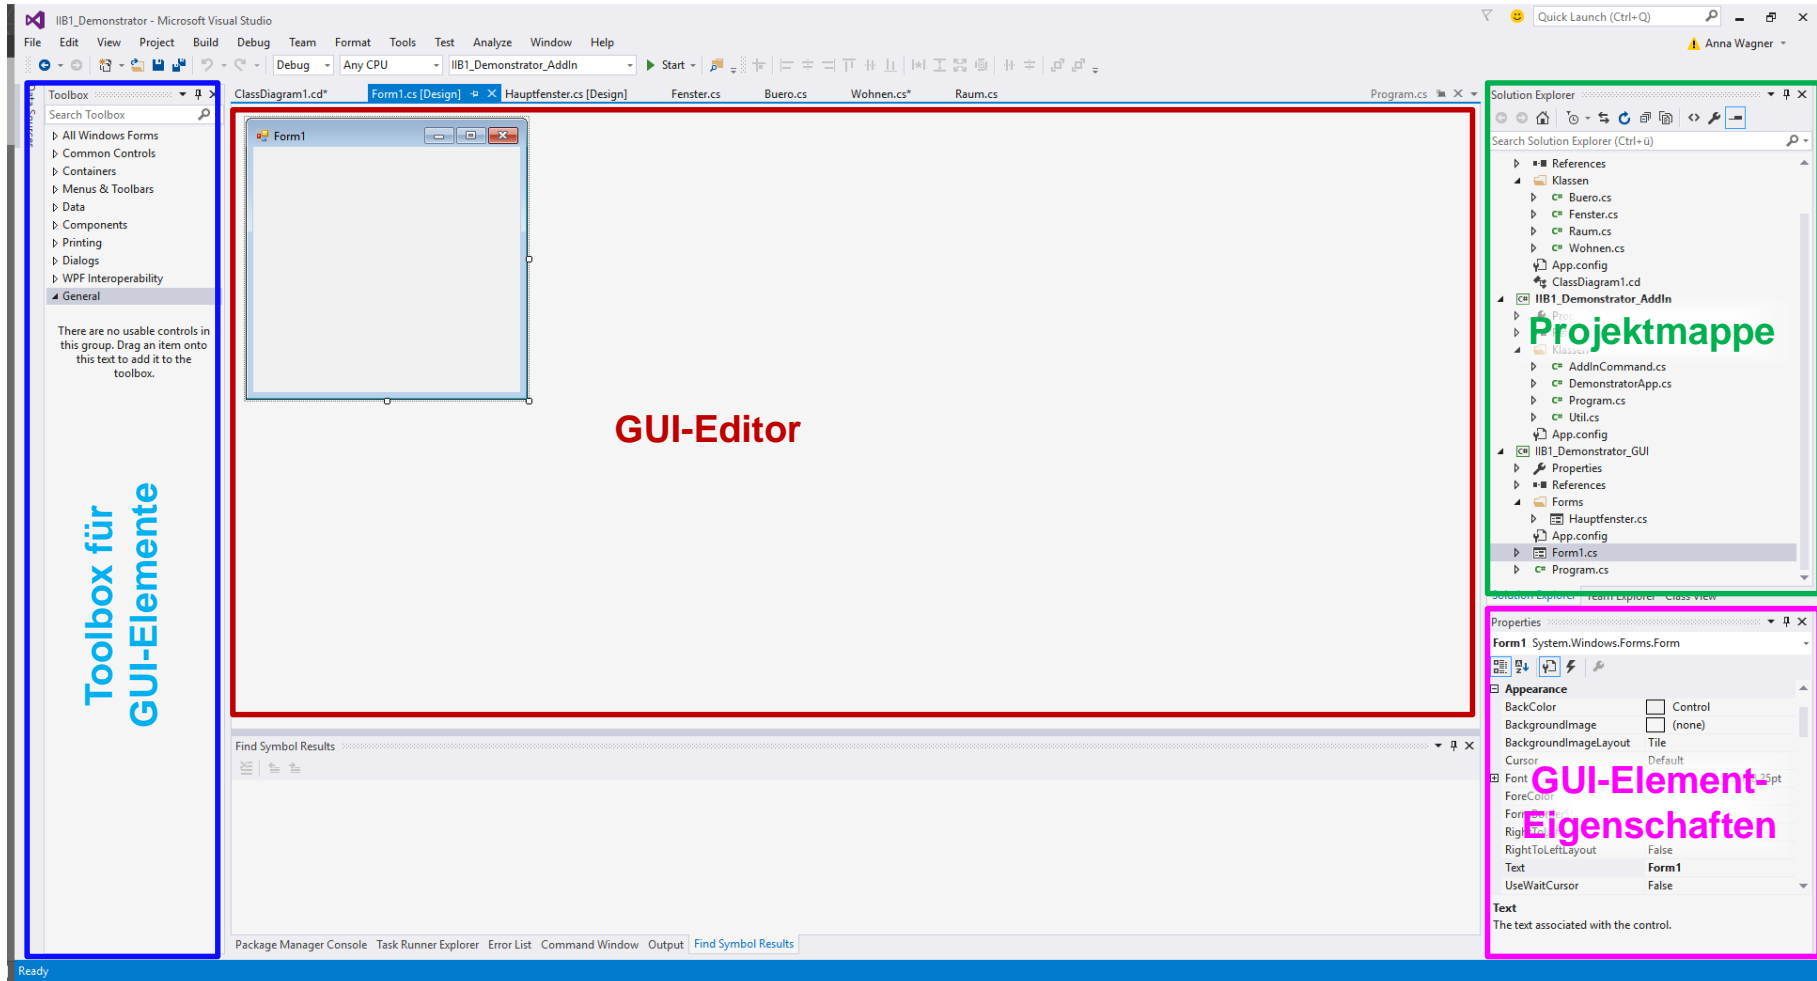 IIB1_Demonstrator - Microsoft Visual Studio
Quick Launch (Ctrl+Q)
File Edit View Project Build Debug Team Format Tools Test Analyze Window Help
Anna Wagner
Debug Any CPU IIB1_Demonstrator_AddIn Start
Data Sources
Toolbox
Search Toolbox
All Windows Forms
Common Controls
Containers
Menus & Toolbars
Data
Components
Printing
Dialogs
WPF Interoperability
General
There are no usable controls in
this group. Drag an item onto
this text to add it to the
toolbox.
Toolbox für
GUI-Elemente
ClassDiagram1.cd* Form1.cs [Design] Hauptfenster.cs [Design] Fenster.cs Buero.cs Wohnen.cs* Raum.cs Program.cs
Form1
GUI-Editor
Find Symbol Results
Package Manager Console Task Runner Explorer Error List Command Window Output Find Symbol Results
Solution Explorer
Search Solution Explorer (Ctrl+ü)
References
Klassen
Buero.cs
Fenster.cs
Raum.cs
Wohnen.cs
App.config
ClassDiagram1.cd
IIB1_Demonstrator_AddIn
Projektmappe
Klassen
AddInCommand.cs
DemonstratorApp.cs
Program.cs
Util.cs
App.config
IIB1_Demonstrator_GUI
Properties
References
Forms
Hauptfenster.cs
App.config
Form1.cs
Program.cs
Solution Explorer Team Explorer Class View
Properties
Form1 System.Windows.Forms.Form
Appearance
BackColor Control
BackgroundImage (none)
BackgroundImageLayout Tile
Cursor Default
Font
ForeColor
GUI-Element-
Eigenschaften
RightToLeftLayout False
Text Form1
UseWaitCursor False
Text
The text associated with the control.
Ready